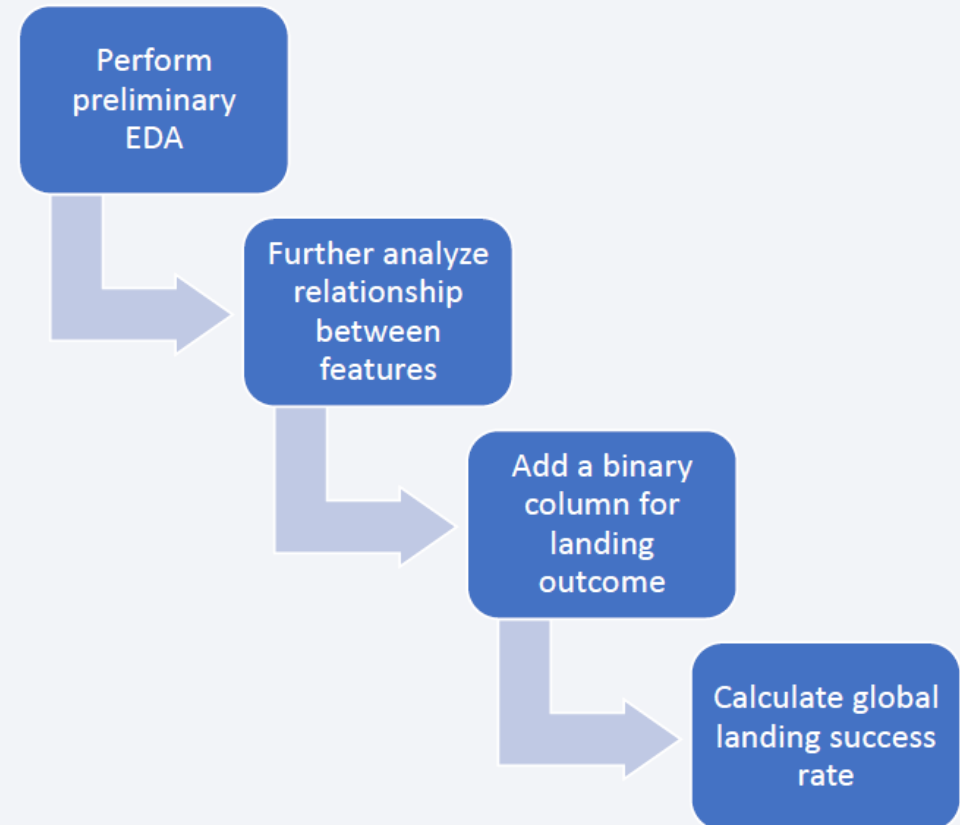 Perform
preliminary
EDA
Further analyze
relationship
between
features
Add a binary
column for
landing
outcome
Calculate global
landing success
rate